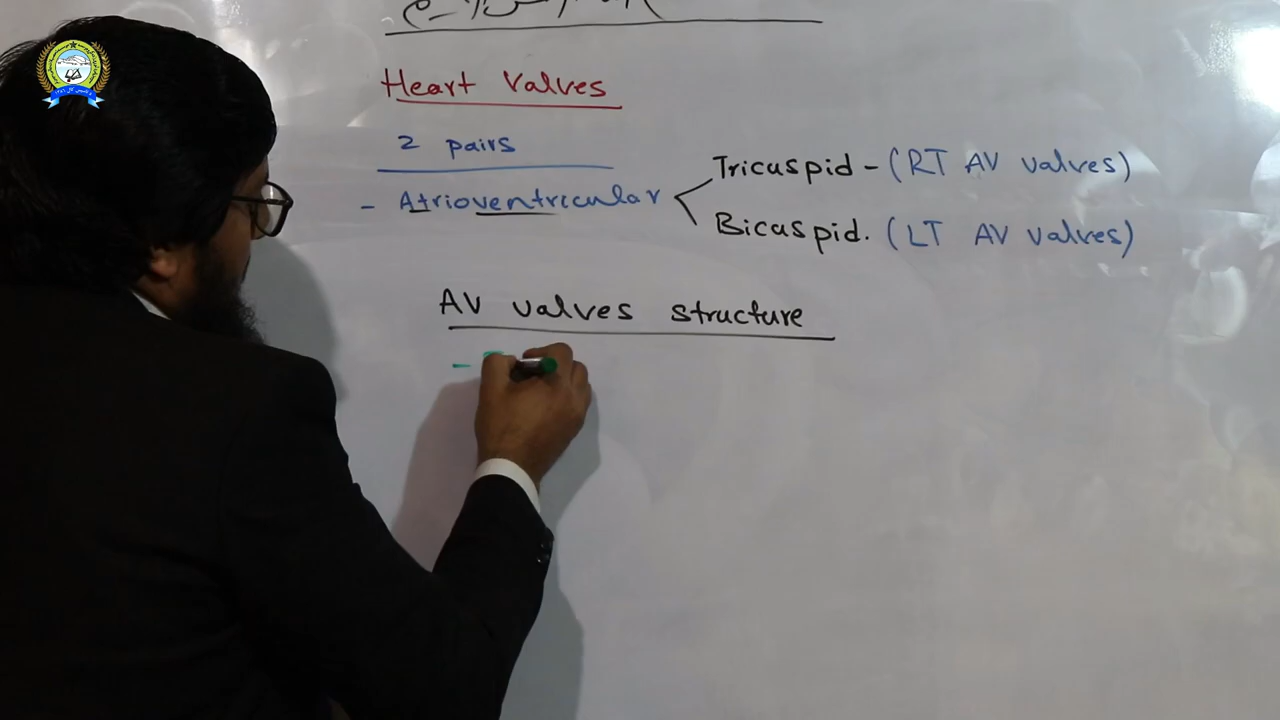 Heart Valves
2 pairs
- Atrioventricular < Tricuspid - (RT AV valves)
Bicuspid. (LT AV valves)
AV valves structure
-